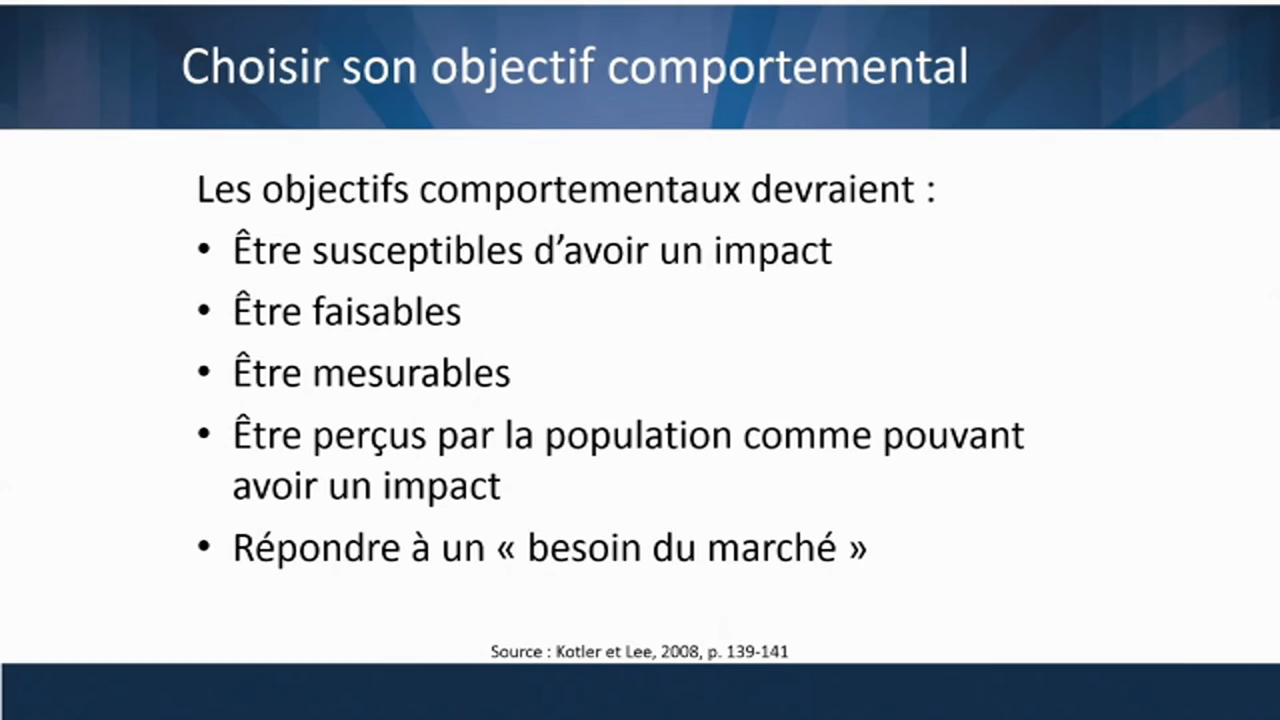 Choisir son objectif comportemental
Les objectifs comportementaux devraient :
• Être susceptibles d’avoir un impact
• Être faisables
• Être mesurables
• Être perçus par la population comme pouvant
avoir un impact
• Répondre à un « besoin du marché »
Source : Kotler et Lee, 2008, p. 139-141